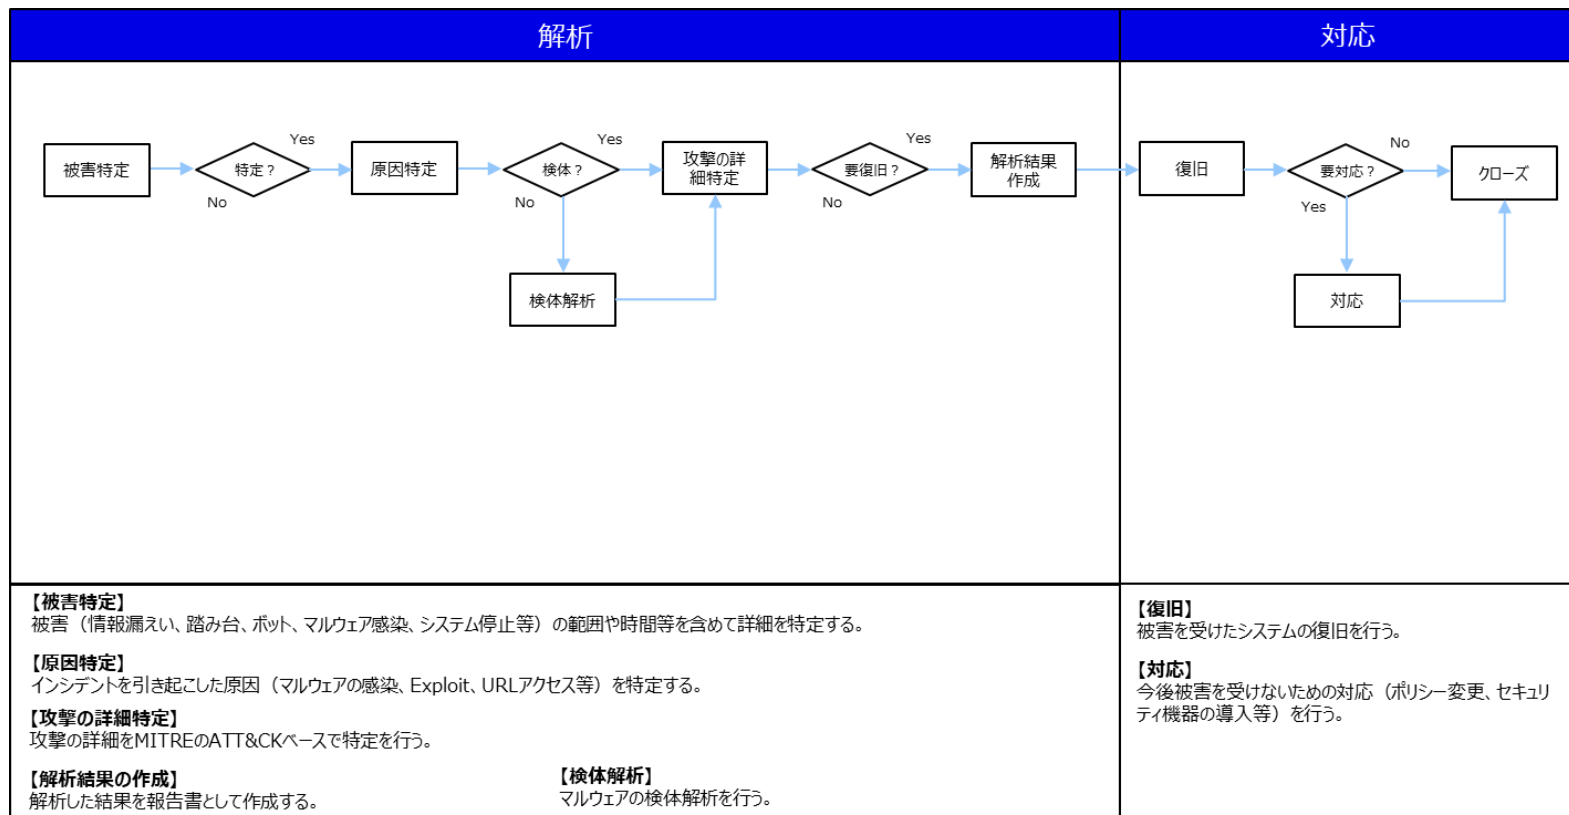 解析
対応
被害特定
特定？
Yes
No
原因特定
検体？
Yes
No
検体解析
攻撃の詳
細特定
要復旧？
Yes
No
解析結果
作成
復旧
要対応？
No
Yes
対応
クローズ
【被害特定】
被害（情報漏えい、踏み台、ボット、マルウェア感染、システム停止等）の範囲や時間等を含めて詳細を特定する。
【原因特定】
インシデントを引き起こした原因（マルウェアの感染、Exploit、URLアクセス等）を特定する。
【攻撃の詳細特定】
攻撃の詳細をMITREのATT&CKベースで特定を行う。
【解析結果の作成】
解析した結果を報告書として作成する。
【検体解析】
マルウェアの検体解析を行う。
【復旧】
被害を受けたシステムの復旧を行う。
【対応】
今後被害を受けないための対応（ポリシー変更、セキュリ
ティ機器の導入等）を行う。